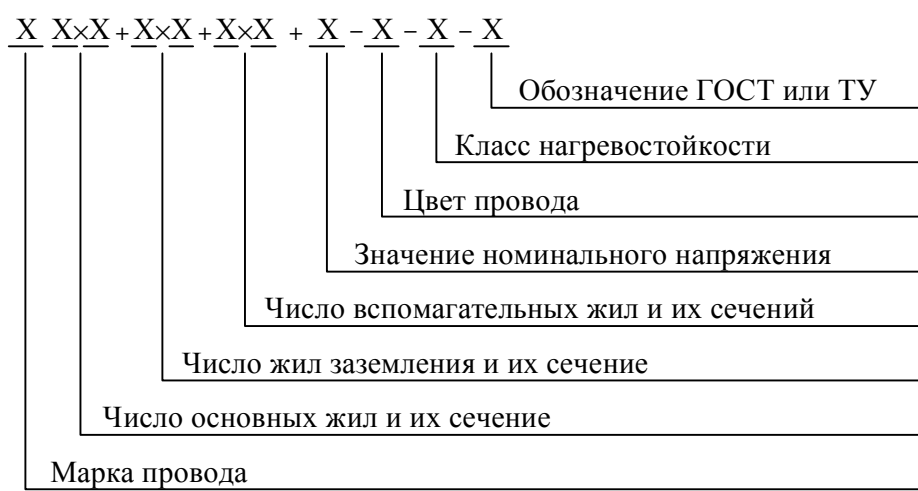 X X×X+X×X+X×X + X – X – X – X
Обозначение ГОСТ или ТУ
Класс нагревостойкости
Цвет провода
Значение номинального напряжения
Число вспомагательных жил и их сечений
Число жил заземления и их сечение
Число основных жил и их сечение
Марка провода